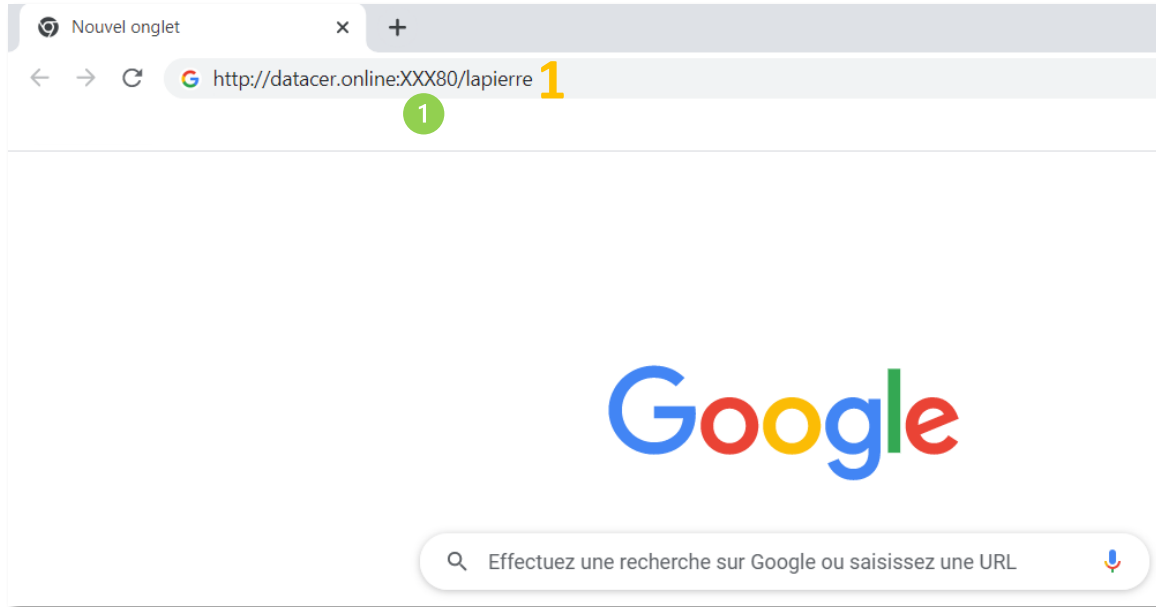 Nouvel onglet
http://datacer.online:XXX80/lapierre 1
1
Google
Effectuez une recherche sur Google ou saisissez une URL